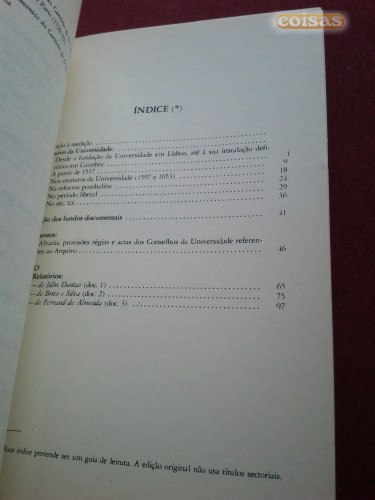 coisas
ÍNDICE (*)
à reedição
da Universidade:
Desde a fundação da Universidade em Lisboa, até à sua instalação defi-
em Coimbra 1
A partir de 1537 9
Nos estatutos da Universidade (1597 e 1653) 18
Na reforma pombalina 24
No período liberal 29
No séc. XX 36
dos fundos documentais 41
Alvarás, provisões régias e actas dos Conselhos da Universidade referen-
ao Arquivo 46
Relatórios:
— de Júlio Dantas (doc. 1) 65
— de Brito e Silva (doc. 2) 75
— de Ferrand de Almeida (doc. 3) 97
Este índice pretende ser um guia de leitura. A edição original não usa títulos sectoriais.